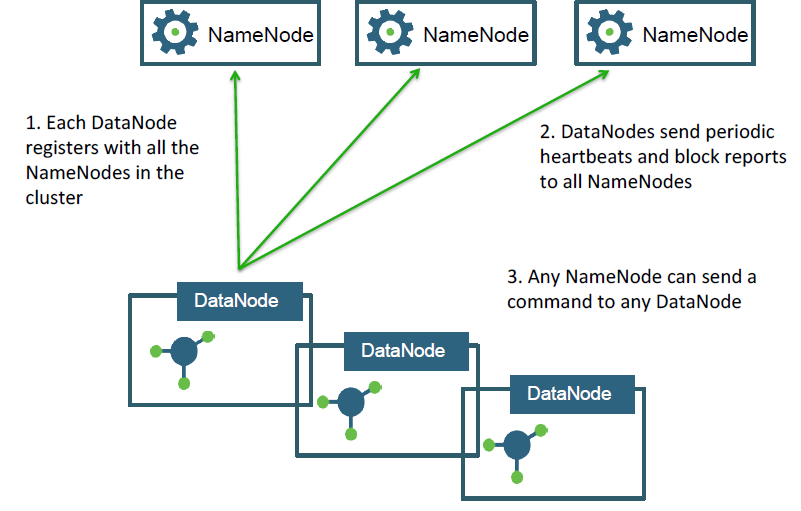 NameNode
NameNode
NameNode
1. Each DataNode
registers with all the
NameNodes in the
cluster
2. DataNodes send periodic
heartbeats and block reports
to all NameNodes
3. Any NameNode can send a
command to any DataNode
DataNode
DataNode
DataNode